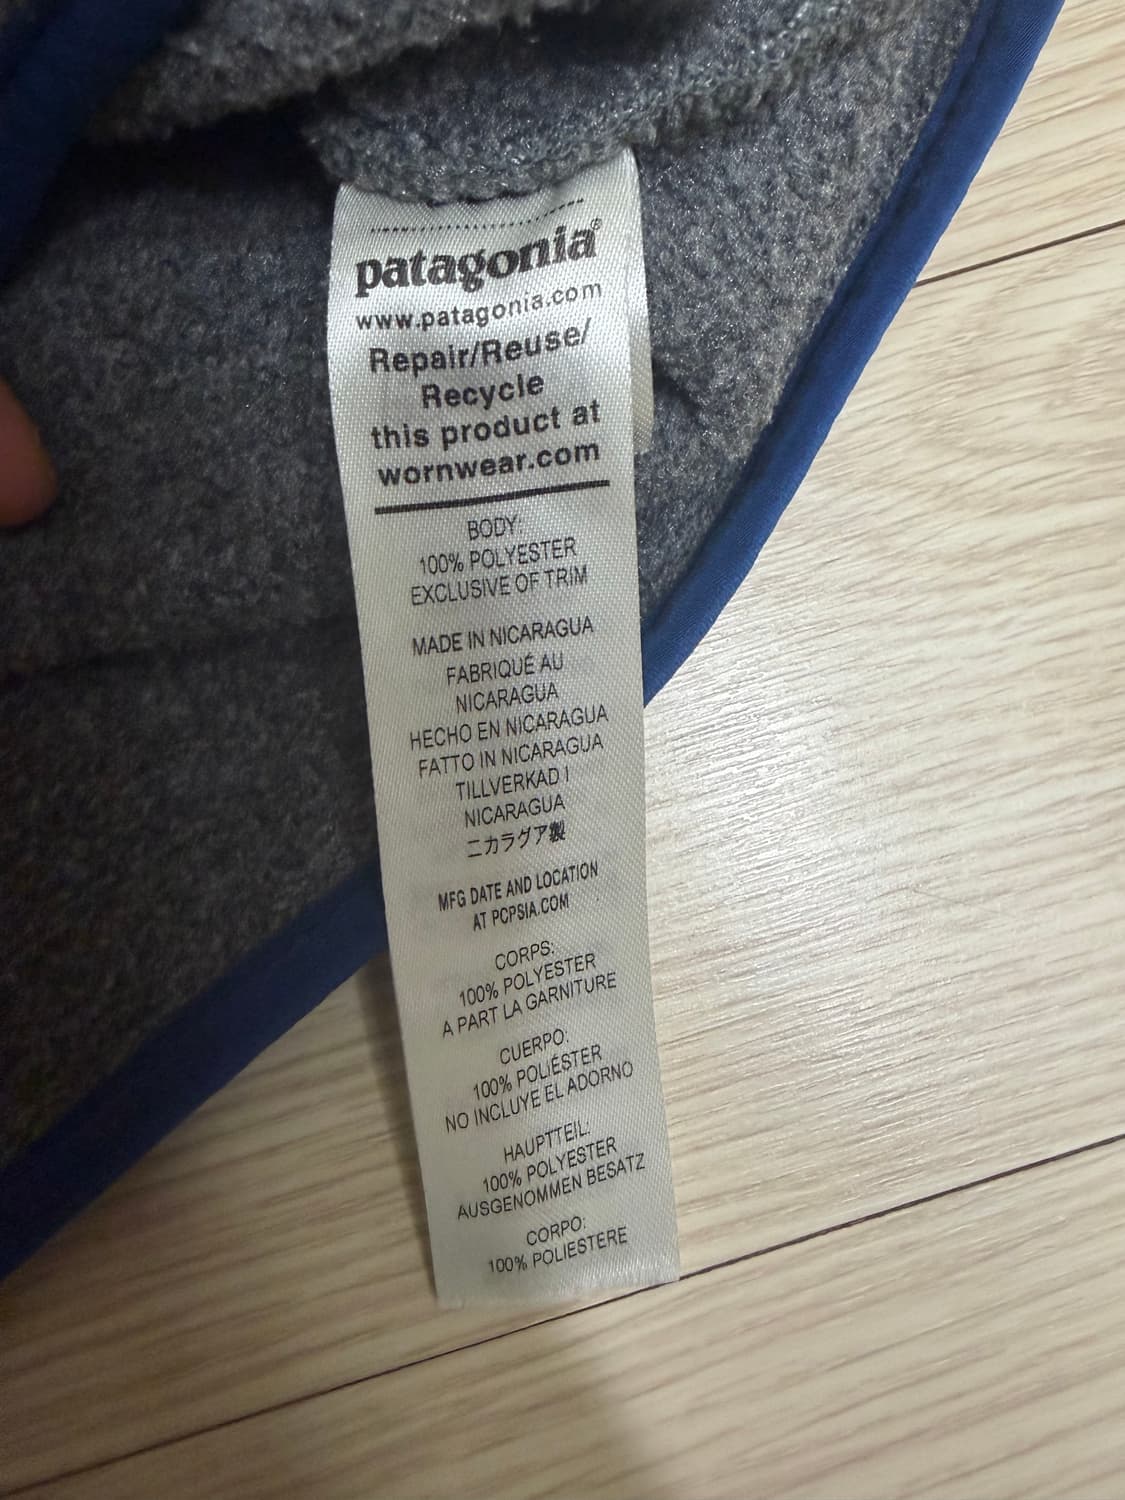 patagonia®
www.patagonia.com
Repair/Reuse/
Recycle
this product at
wornwear.com
BODY:
100% POLYESTER
EXCLUSIVE OF TRIM
MADE IN NICARAGUA
FABRIQUÉ AU
NICARAGUA
HECHO EN NICARAGUA
FATTO IN NICARAGUA
TILLVERKAD I
NICARAGUA
ニカラグア製
MFG DATE AND LOCATION
AT PCPSIA.COM
CORPS:
100% POLYESTER
A PART LA GARNITURE
CUERPO:
100% POLIÉSTER
NO INCLUYE EL ADORNO
HAUPTTEIL:
100% POLYESTER
AUSGENOMMEN BESATZ
CORPO:
100% POLIESTERE